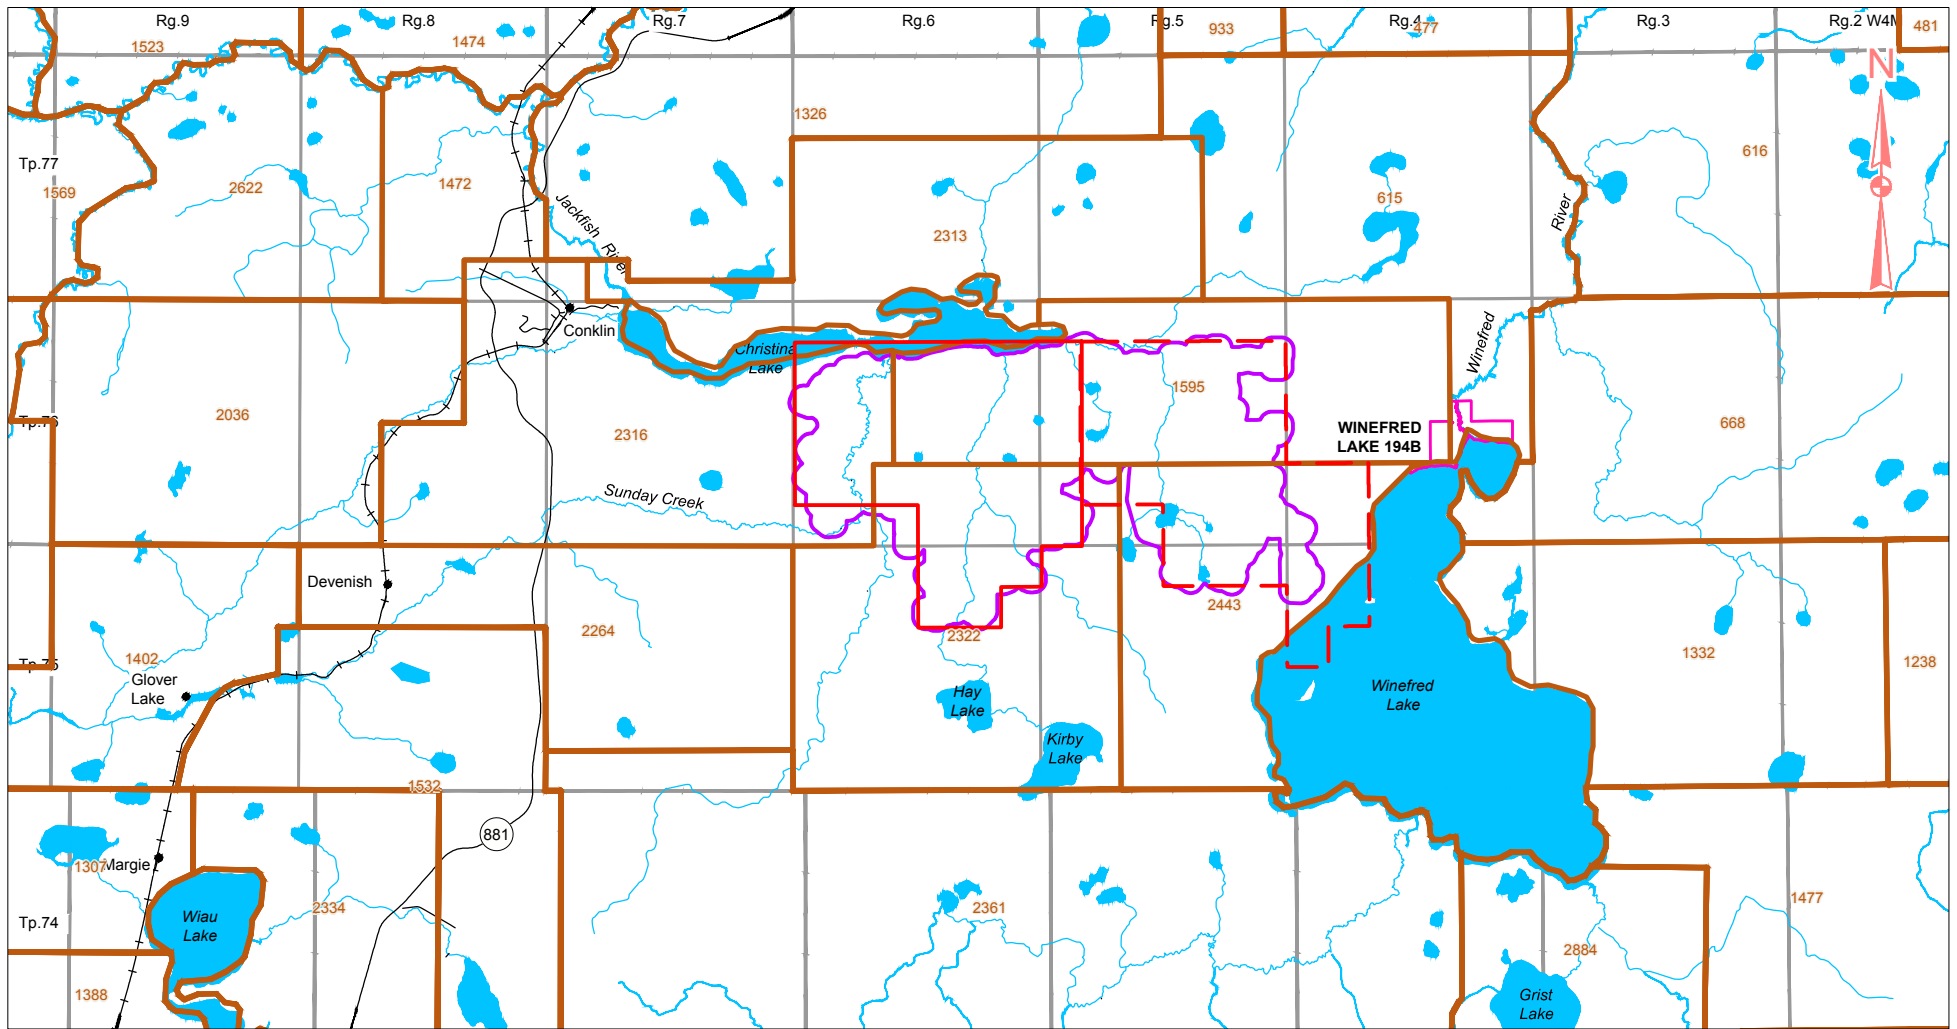 Rg.9
Rg.8
Rg.7
Rg.6
Rg.5
Rg.4
Rg.3
Rg.2 W4M
1523
1474
933
477
481
N
1326
616
Tp.77
1569
2622
1472
615
Jackfish River
River
2313
Conklin
Winefred
Christina
Lake
1595
2036
Tp.76
2316
WINEFRED
LAKE 194B
668
Sunday Creek
Devenish
2264
2443
2322
1402
Tp.75
1332
1238
Glover
Lake
Hay
Lake
Winefred
Lake
Kirby
Lake
1532
881
1307
Margie
Wiau
Lake
2334
2361
1477
Tp.74
2884
1388
Grist
Lake